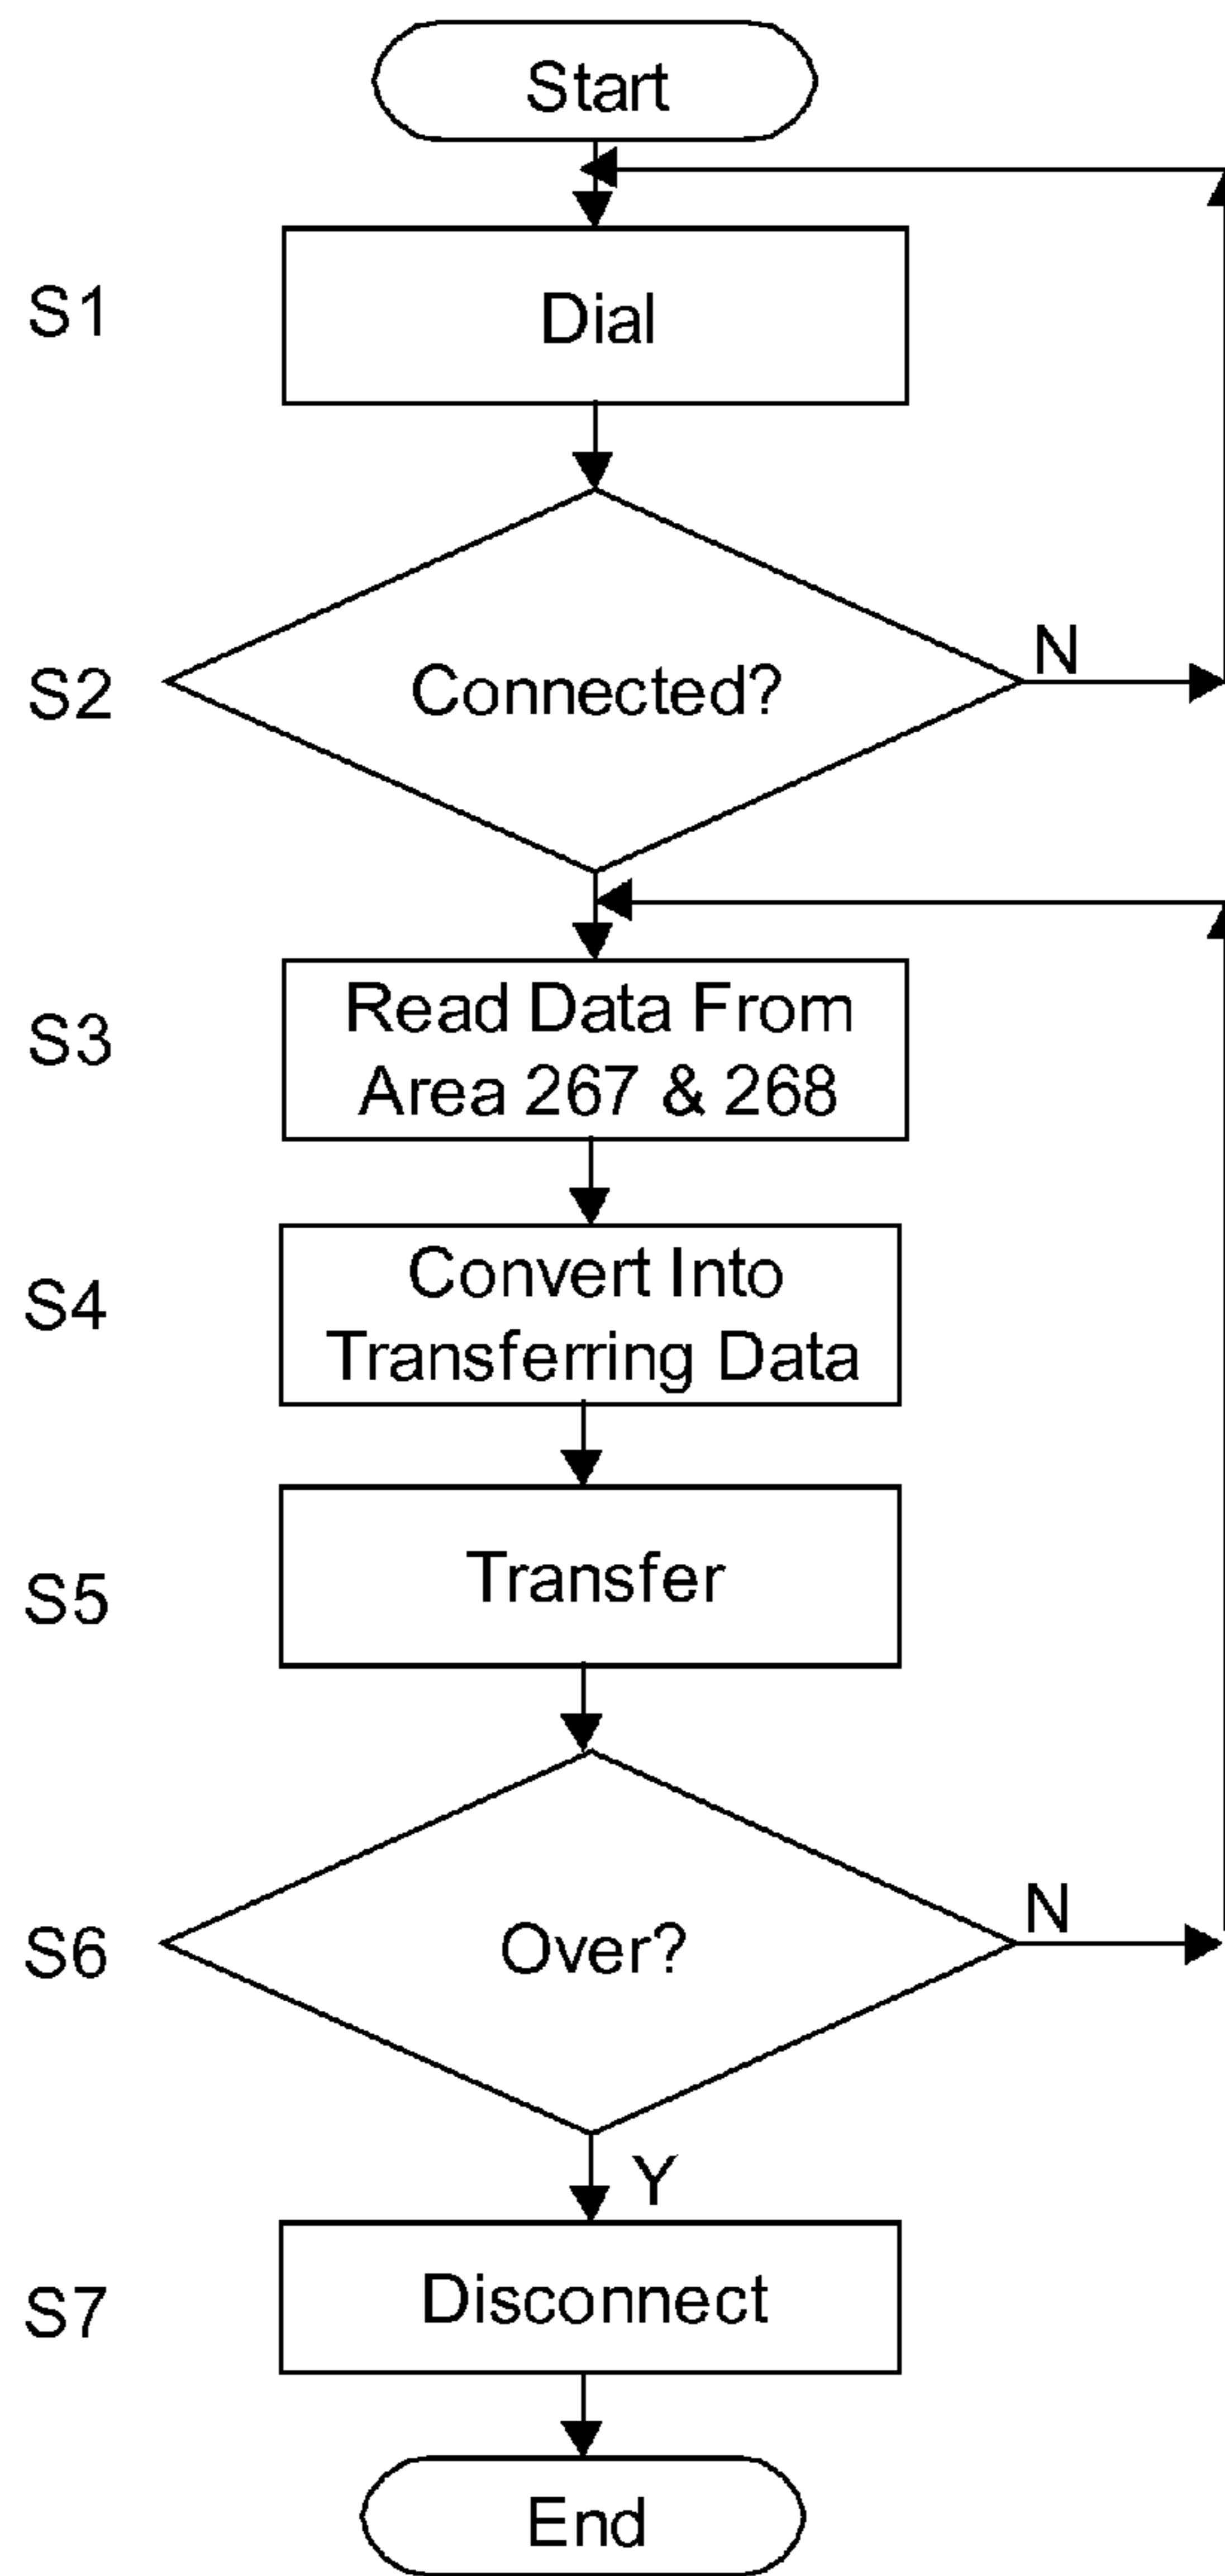 Start
S1
Dial
S2
Connected?
N
S3
Read Data From
Area 267 & 268
S4
Convert Into
Transferring Data
S5
Transfer
S6
Over?
N
Y
S7
Disconnect
End